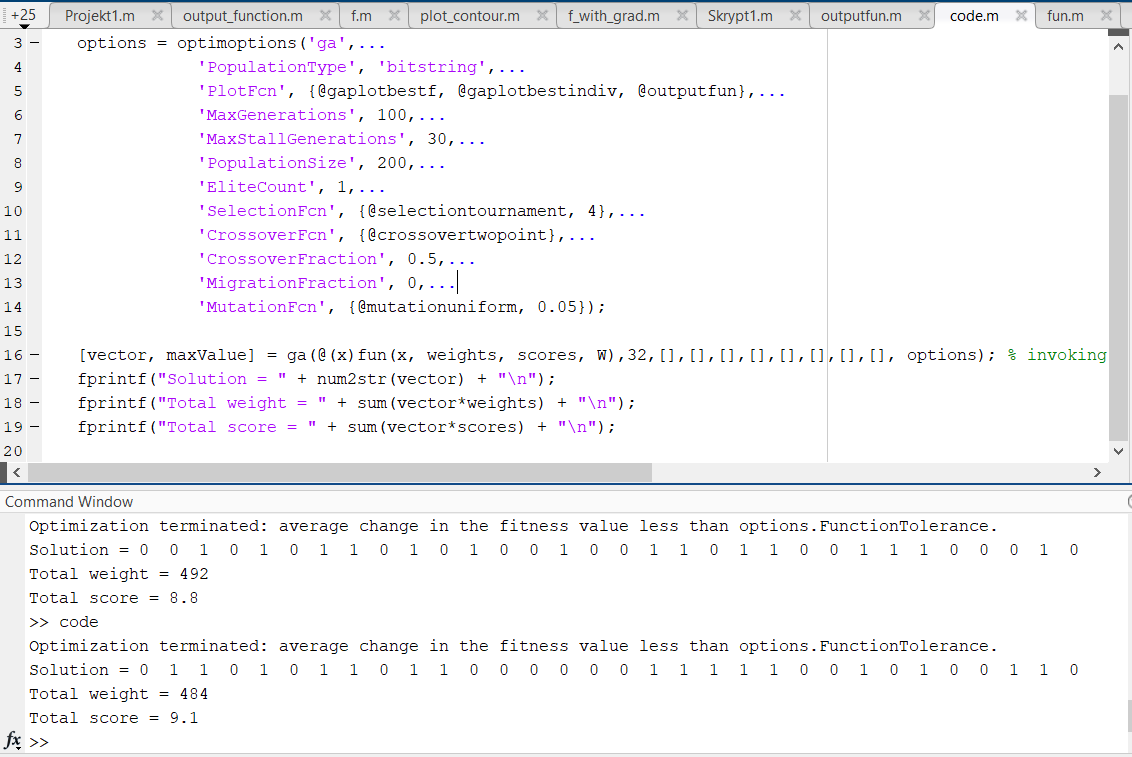 +25 Projekt1.m output_function.m f.m plot_contour.m f_with_grad.m Skrypt1.m outputfun.m code.m fun.m
3 options = optimoptions('ga',...
4 'PopulationType', 'bitstring',...
5 'PlotFcn', {@gaplotbestf, @gaplotbestindiv, @outputfun},...
6 'MaxGenerations', 100,...
7 'MaxStallGenerations', 30,...
8 'PopulationSize', 200,...
9 'EliteCount', 1,...
10 'SelectionFcn', {@selectiontournament, 4},...
11 'CrossoverFcn', {@crossovertwopoint},...
12 'CrossoverFraction', 0.5,...
13 'MigrationFraction', 0,...
14 'MutationFcn', {@mutationuniform, 0.05});
15
16 [vector, maxValue] = ga(@(x)fun(x, weights, scores, W),32,[],[],[],[],[],[],[],[], options); % invoking
17 fprintf("Solution = " + num2str(vector) + "\n");
18 fprintf("Total weight = " + sum(vector*weights) + "\n");
19 fprintf("Total score = " + sum(vector*scores) + "\n");
20
Command Window
Optimization terminated: average change in the fitness value less than options.FunctionTolerance.
Solution = 0 0 1 0 1 0 1 1 0 1 0 1 0 0 1 0 0 1 1 0 1 1 0 0 1 1 1 0 0 0 1 0
Total weight = 492
Total score = 8.8
>> code
Optimization terminated: average change in the fitness value less than options.FunctionTolerance.
Solution = 0 1 1 0 1 0 1 1 0 1 1 0 0 0 0 0 0 1 1 1 1 1 0 0 1 0 1 0 0 1 1 0
Total weight = 484
Total score = 9.1
fx >>